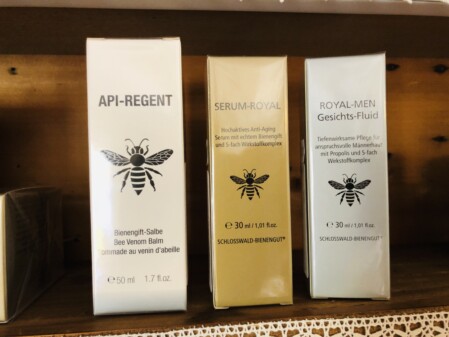 API-REGENT
Bienengift-Salbe
Bee Venom Balm
Pommade au venin d'abeille
℮ 50 ml 1.7 fl.oz.
SERUM-ROYAL
Hochaktives Anti Aging
Serum mit echtem Bienengift
und 5-fach Wirkstoffkomplex
℮ 30 ml / 1,01 fl.oz.
SCHLOSSWALD-BIENENGUT®
ROYAL-MEN
Gesichts-Fluid
Tiefenwirksame Pflege für
anspruchsvolle Männerhaut
mit Propolis und 5-fach
Wirkstoffkomplex
℮ 30 ml / 1,01 fl.oz.
SCHLOSSWALD-BIENENGUT®